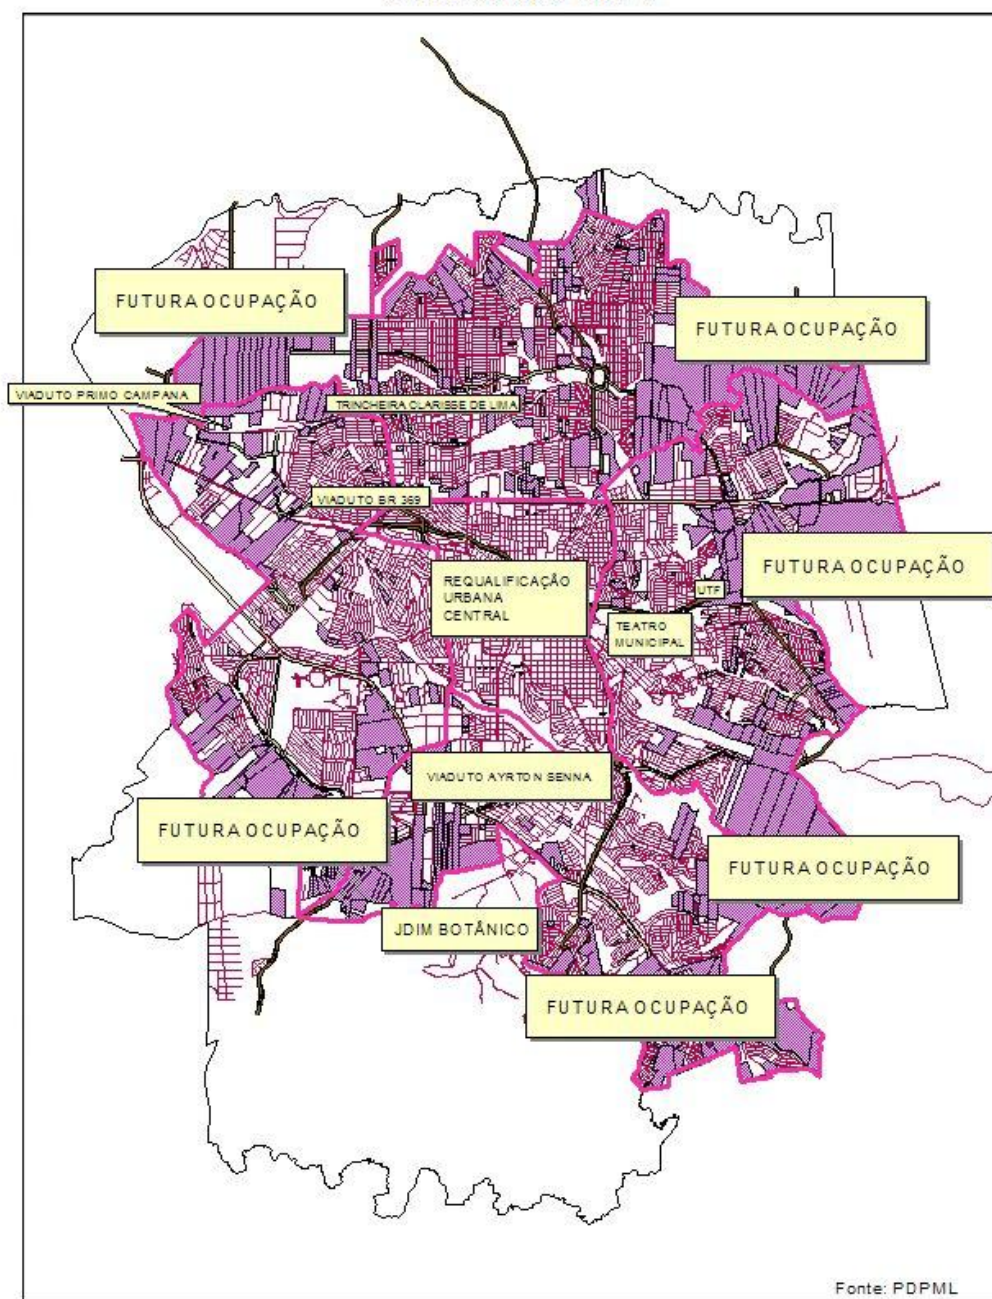 FUTURA OCUPAÇÃO
FUTURA OCUPAÇÃO
VIADUTO PRIMO CAMPANA
TRINCHEIRA CLARISSE DE LIMA
VIADUTO BR 369
FUTURA OCUPAÇÃO
REQUALIFICAÇÃO
URBANA
CENTRAL
UTF
TEATRO
MUNICIPAL
VIADUTO AYRTON SENNA
FUTURA OCUPAÇÃO
FUTURA OCUPAÇÃO
JDIM BOTÂNICO
FUTURA OCUPAÇÃO
Fonte: PDPML